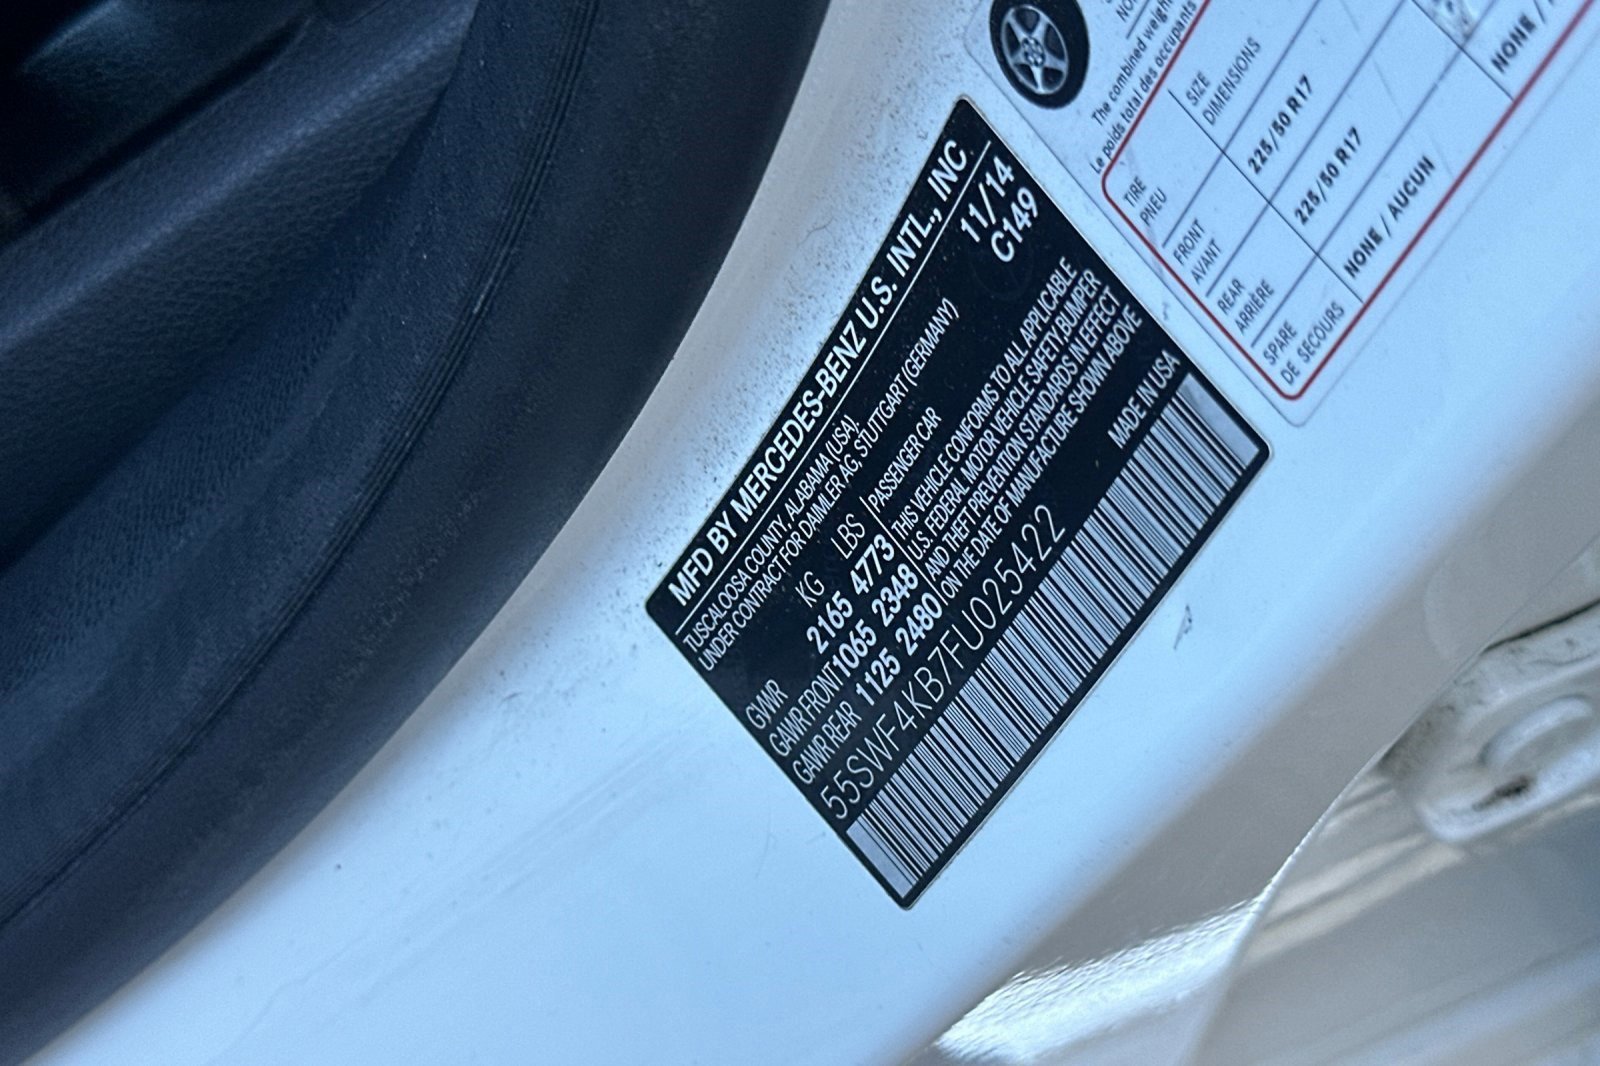 MFD BY MERCEDES-BENZ U.S. INTL., INC
TUSCALOOSA COUNTY, ALABAMA (USA),
UNDER CONTRACT FOR DAIMLER AG, STUTTGART (GERMANY)
11/14
C149
KG LBS
GVWR 2165 4773
GAWR FRONT 1065 2348
GAWR REAR 1125 2480
PASSENGER CAR
THIS VEHICLE CONFORMS TO ALL APPLICABLE
U.S. FEDERAL MOTOR VEHICLE SAFETY BUMPER
AND THEFT PREVENTION STANDARDS IN EFFECT
ON THE DATE OF MANUFACTURE SHOWN ABOVE
55SWF4KB7FU025422
MADE IN USA
The combined weight
Le poids total des occupants
TIRE SIZE
PNEU DIMENSIONS
FRONT 225/50 R17
AVANT
REAR 225/50 R17
ARRIÈRE
SPARE NONE / AUCUN
DE SECOURS
NONE /